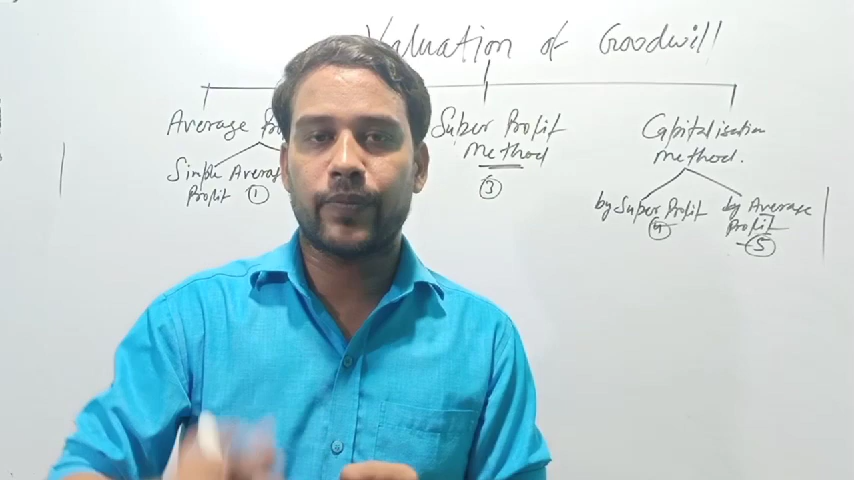 Valuation of Goodwill
Average
Simple Average
Profit ①
Super Profit
Method
③
Capitalisation
Method.
by Super Profit
④
by Average
Profit
⑤